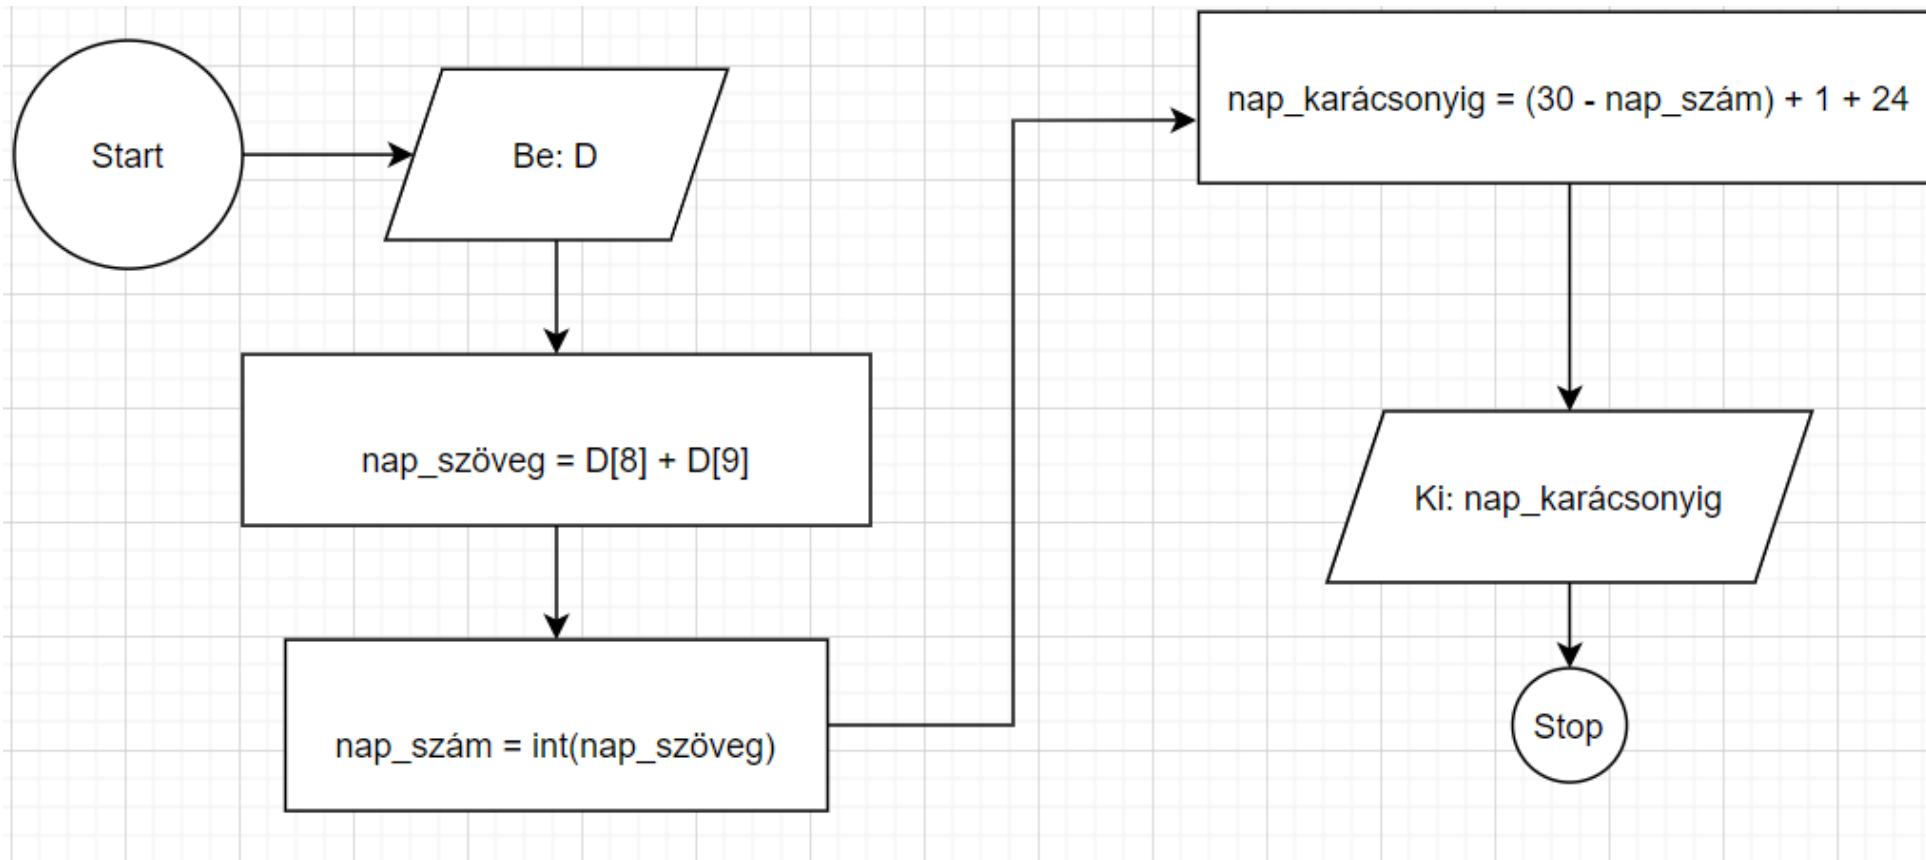 Start
Be: D
nap_szöveg = D[8] + D[9]
nap_szám = int(nap_szöveg)
nap_karácsonyig = (30 - nap_szám) + 1 + 24
Ki: nap_karácsonyig
Stop